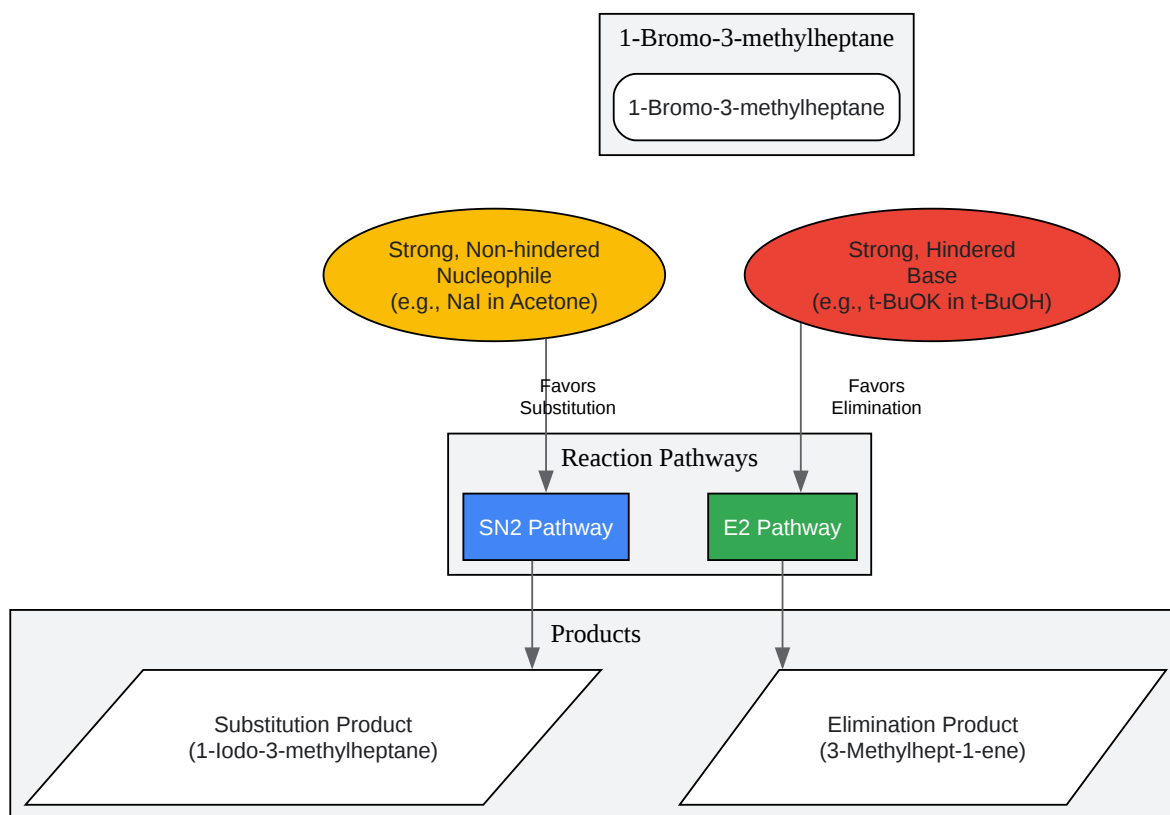 1-Bromo-3-methylheptane
1-Bromo-3-methylheptane
Strong, Non-hindered
Nucleophile
(e.g., NaI in Acetone)
Strong, Hindered
Base
(e.g., t-BuOK in t-BuOH)
Favors
Substitution
Favors
Elimination
Reaction Pathways
SN2 Pathway
E2 Pathway
Products
Substitution Product
(1-Iodo-3-methylheptane)
Elimination Product
(3-Methylhept-1-ene)